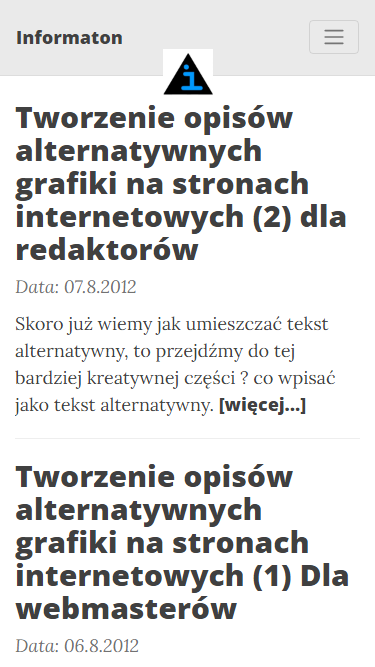 Informaton
i
Tworzenie opisów
alternatywnych
grafiki na stronach
internetowych (2) dla
redaktorów
Data: 07.8.2012
Skoro już wiemy jak umieszczać tekst
alternatywny, to przejdźmy do tej
bardziej kreatywnej części ? co wpisać
jako tekst alternatywny. [więcej...]
Tworzenie opisów
alternatywnych
grafiki na stronach
internetowych (1) Dla
webmasterów
Data: 06.8.2012